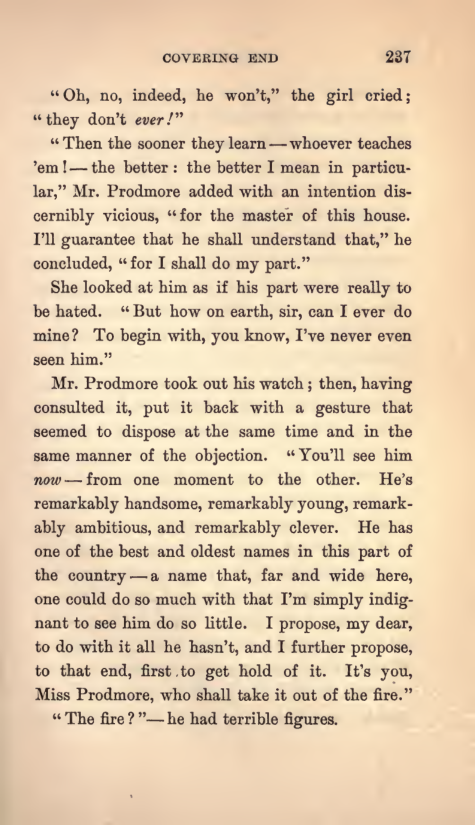 COVERING END 237
“Oh, no, indeed, he won't,” the girl cried;
“they don't ever!”
“Then the sooner they learn—whoever teaches
'em!—the better: the better I mean in particu-
lar,” Mr. Prodmore added with an intention dis-
cernibly vicious, “for the master of this house.
I'll guarantee that he shall understand that,” he
concluded, “for I shall do my part.”
She looked at him as if his part were really to
be hated. “But how on earth, sir, can I ever do
mine? To begin with, you know, I've never even
seen him.”
Mr. Prodmore took out his watch; then, having
consulted it, put it back with a gesture that
seemed to dispose at the same time and in the
same manner of the objection. “You'll see him
now—from one moment to the other. He's
remarkably handsome, remarkably young, remark-
ably ambitious, and remarkably clever. He has
one of the best and oldest names in this part of
the country—a name that, far and wide here,
one could do so much with that I'm simply indig-
nant to see him do so little. I propose, my dear,
to do with it all he hasn't, and I further propose,
to that end, first to get hold of it. It's you,
Miss Prodmore, who shall take it out of the fire.”
“The fire?”—he had terrible figures.